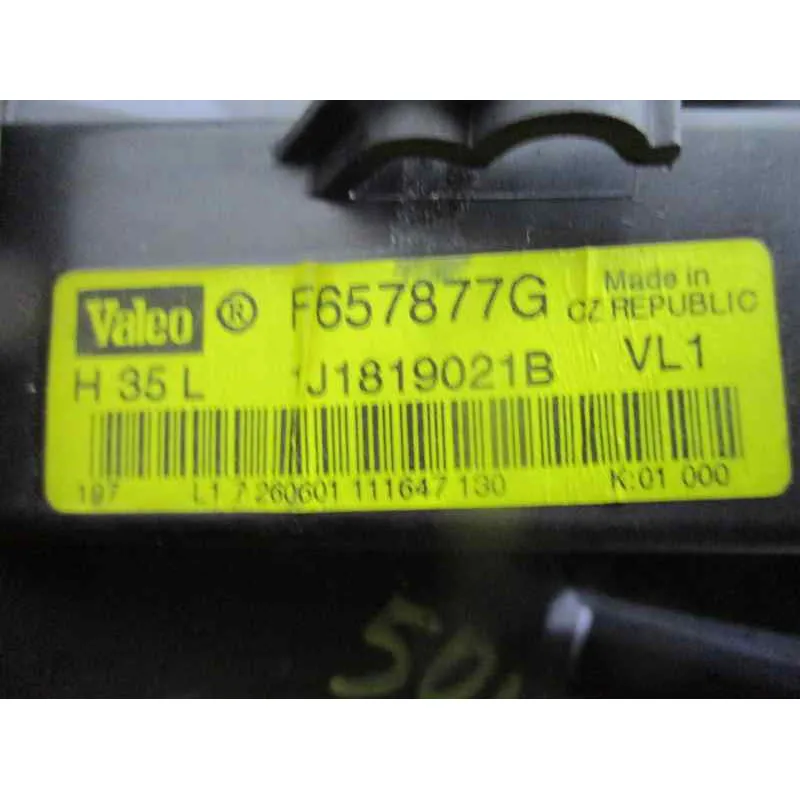 Valeo ® F657877G Made in
CZ REPUBLIC
H 35 L 1J1819021B VL1
197 L1 7 260601 111647 130 K:01 000